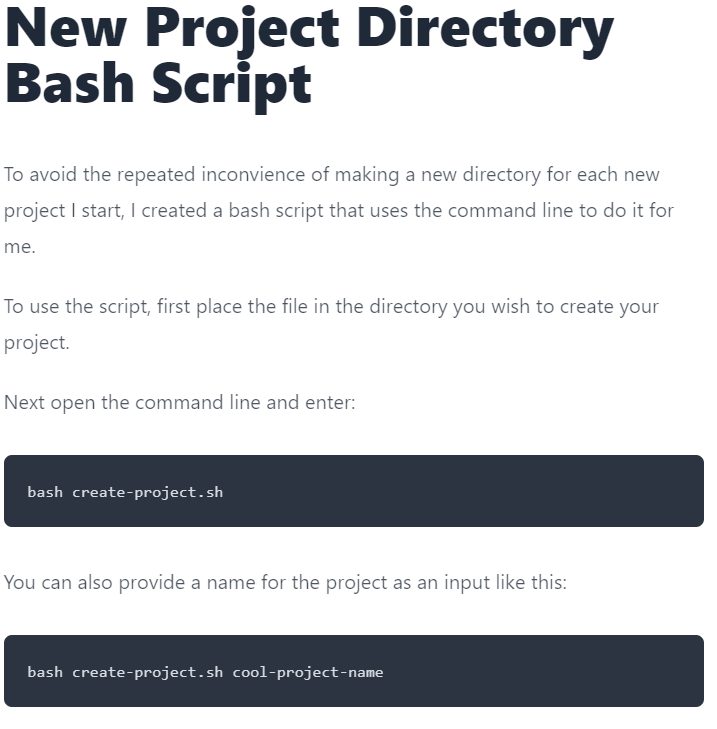 New Project Directory
Bash Script
To avoid the repeated inconvience of making a new directory for each new
project I start, I created a bash script that uses the command line to do it for
me.
To use the script, first place the file in the directory you wish to create your
project.
Next open the command line and enter:
bash create-project.sh
You can also provide a name for the project as an input like this:
bash create-project.sh cool-project-name